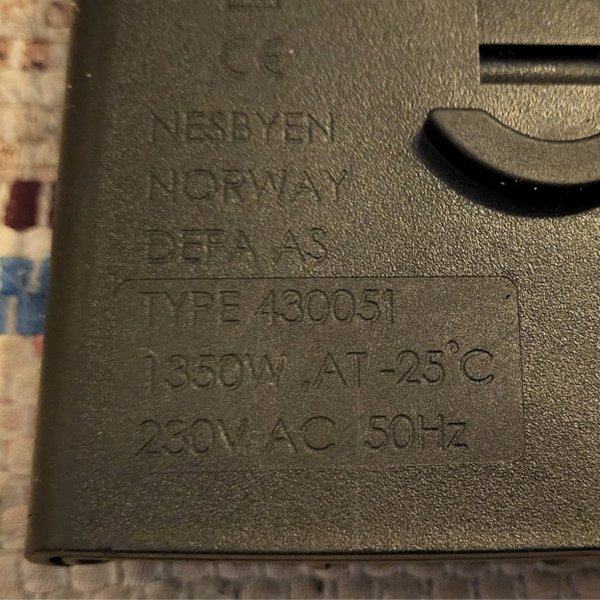 CE
NESBYEN
NORWAY
DEFA AS
TYPE 430051
1350W .AT -25°C
230V AC 50Hz